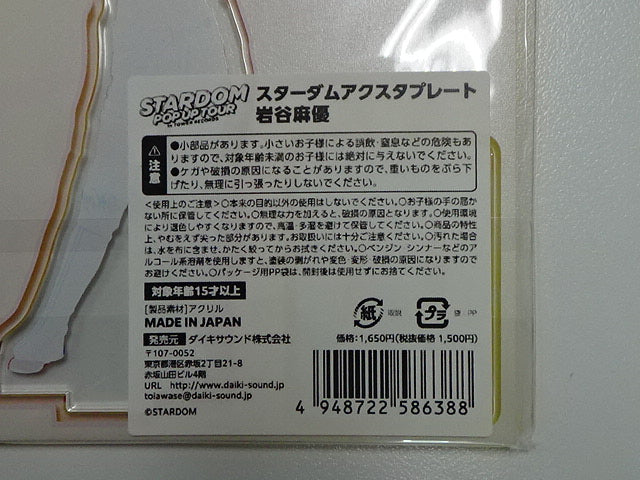 STARDOM
POP UP TOUR
in TOWER RECORDS
スターダムアクスタプレート
岩谷麻優
注意
●小部品があります。小さいお子様による誤飲・窒息などの危険もあ
りますので、対象年齢未満のお子様には絶対に与えないでください。
●ケガや破損の原因になることがありますので、重いものをぶら下
げたり、無理に引っ張ったりしないでください。
<使用上のご注意>○本来の目的以外の使用はしないでください。○お子様の手の届か
ない所に保管してください。○無理な力を加えると、破損の原因となります。○使用環境
により退色しやすくなりますので、高温・多湿を避けて保管してください。○商品の特性
上、やむをえず尖った部分があります。お取扱いには十分ご注意ください。○汚れた場合
は、水を布に含ませ、かたく絞ってからお拭きください。○ベンジン シンナーなどのア
ルコール系溶剤を使用しますと、塗装の剥がれや変色・変形・破損の原因になりますので
お避けください。○パッケージ用PP袋は、開封後は使用せずにお捨てください。
対象年齢15才以上
[製品素材]アクリル
MADE IN JAPAN
紙
取説
プラ
PP
発売元 ダイキサウンド株式会社
価格:1,650円(税抜価格 1,500円)
〒107-0052
東京都港区赤坂2丁目21-8
赤坂山田ビル4階
URL http://www.daiki-sound.jp
toiawase@daiki-sound.jp
©STARDOM
4 948722 586388